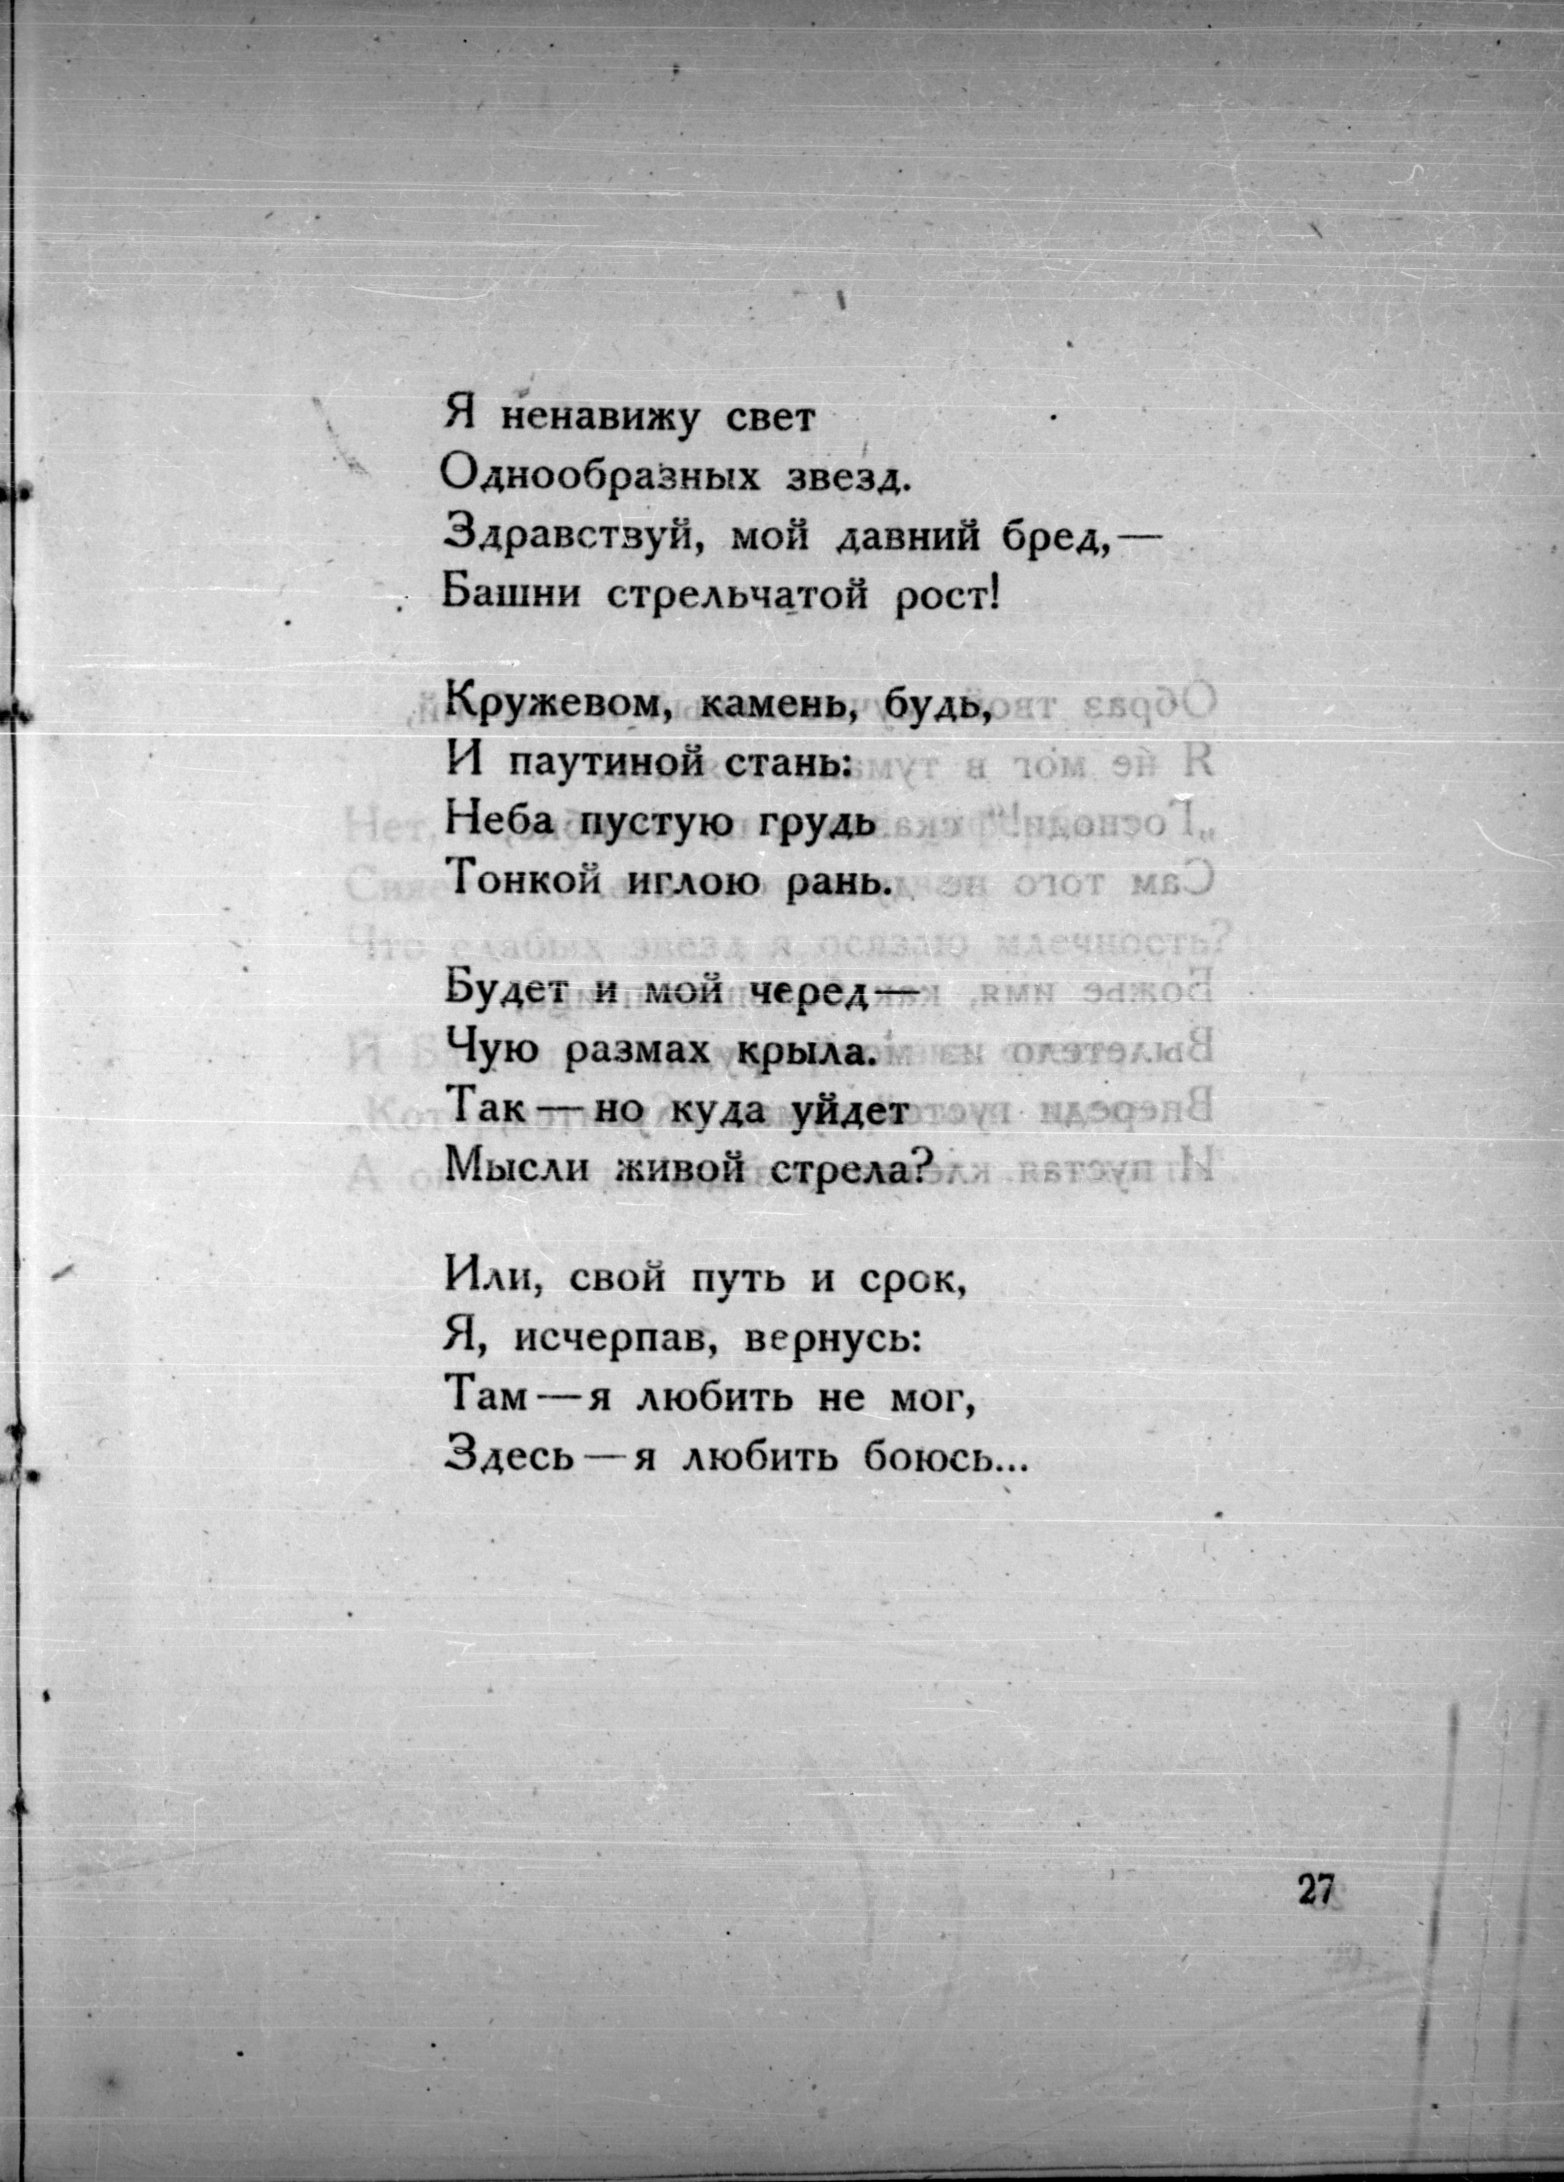 Я ненавижу свет
Однообразных звезд.
Здравствуй, мой давний бред,—
Башни стрельчатой рост!
Кружевом, камень, будь,
И паутиной стань:
Неба пустую грудь
Тонкой иглою рань.
Будет и мой черед—
Чую размах крыла.
Так—но куда уйдет
Мысли живой стрела?
Или, свой путь и срок,
Я, исчерпав, вернусь:
Там—я любить не мог,
Здесь—я любить боюсь...
27